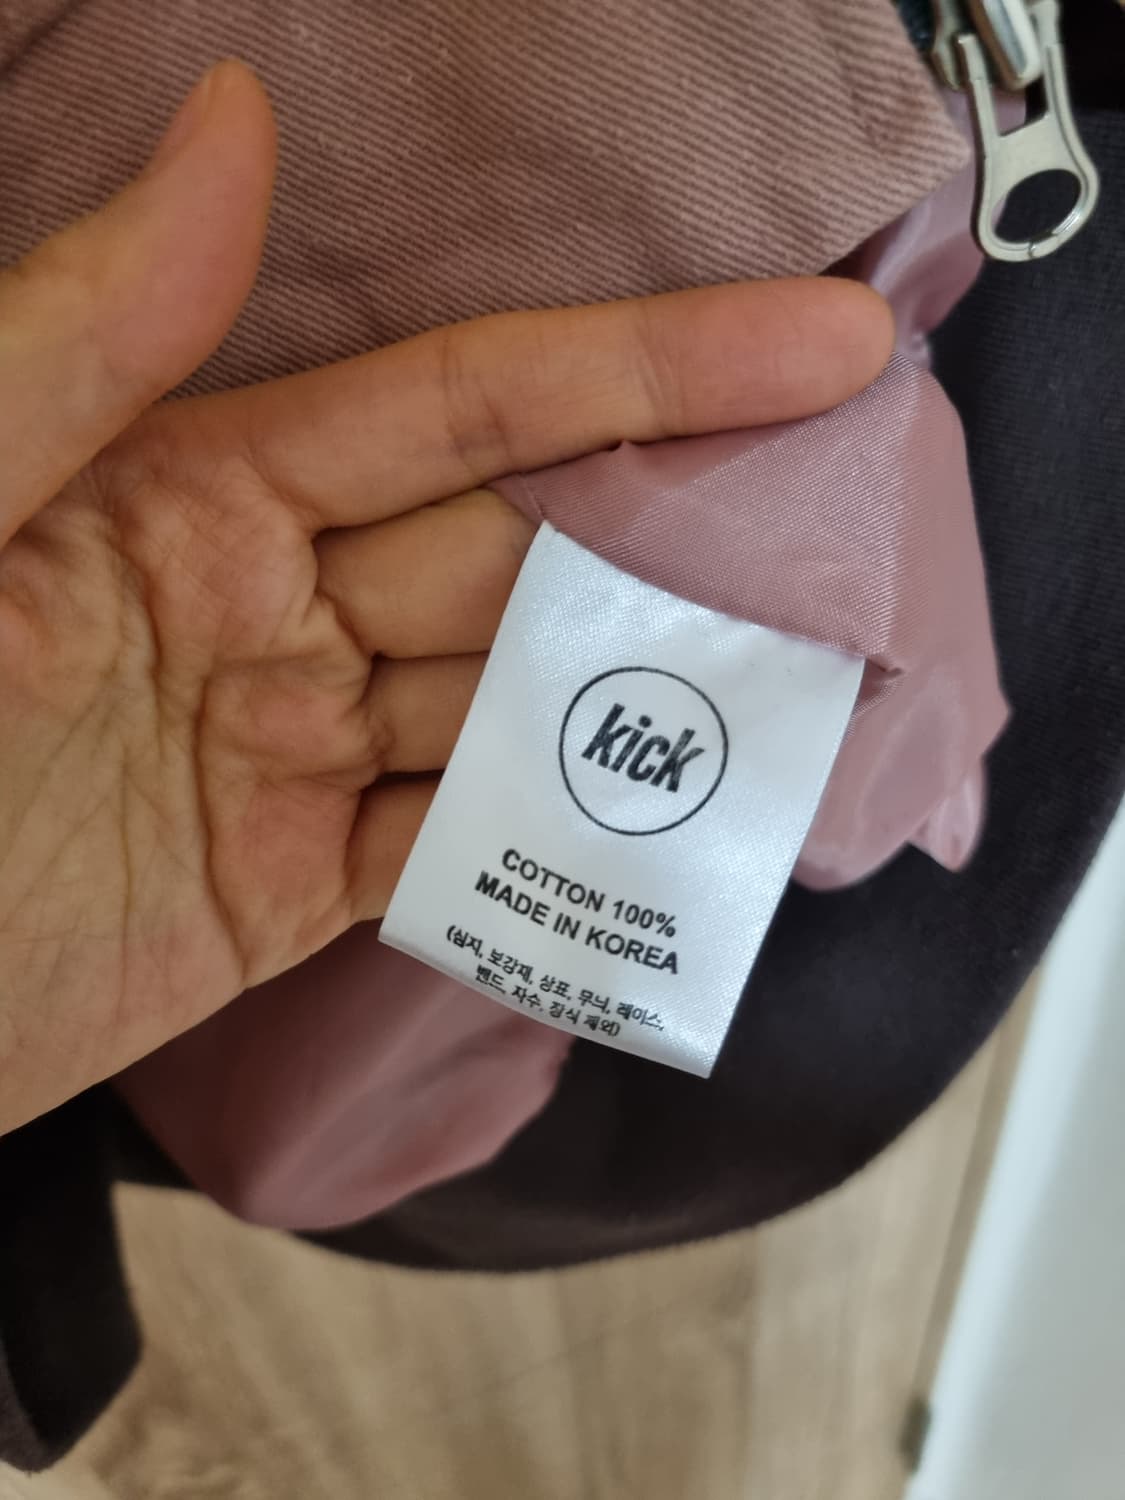 kick
COTTON 100%
MADE IN KOREA
(심지, 보강재, 상표, 무늬, 레이스,
밴드, 자수, 장식 제외)